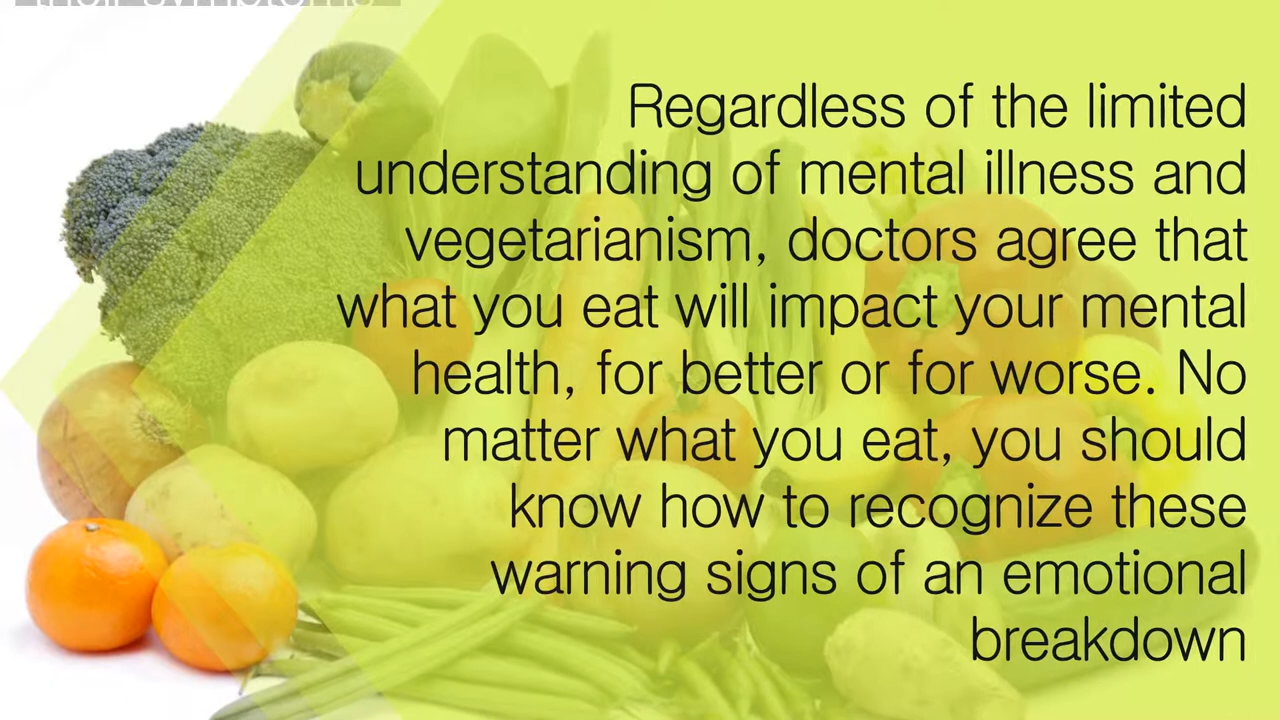 Regardless of the limited
understanding of mental illness and
vegetarianism, doctors agree that
what you eat will impact your mental
health, for better or for worse. No
matter what you eat, you should
know how to recognize these
warning signs of an emotional
breakdown